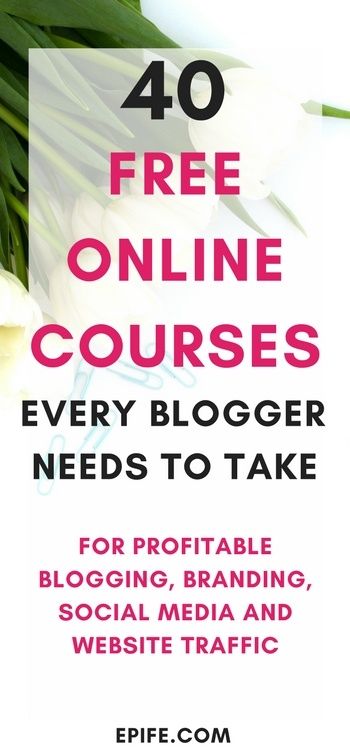 40
FREE
ONLINE
COURSES
EVERY BLOGGER
NEEDS TO TAKE
FOR PROFITABLE
BLOGGING, BRANDING,
SOCIAL MEDIA AND
WEBSITE TRAFFIC
EPIFE.COM